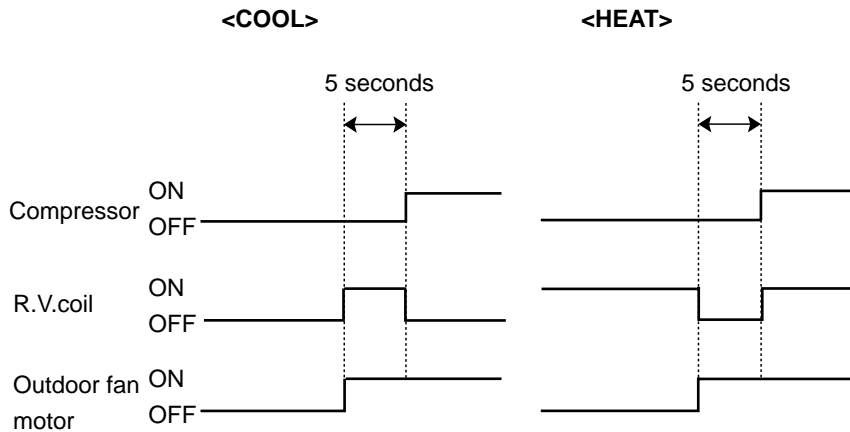 <COOL>
<HEAT>
5 seconds
5 seconds
Compressor
ON
OFF
R.V.coil
ON
OFF
Outdoor fan
motor
ON
OFF